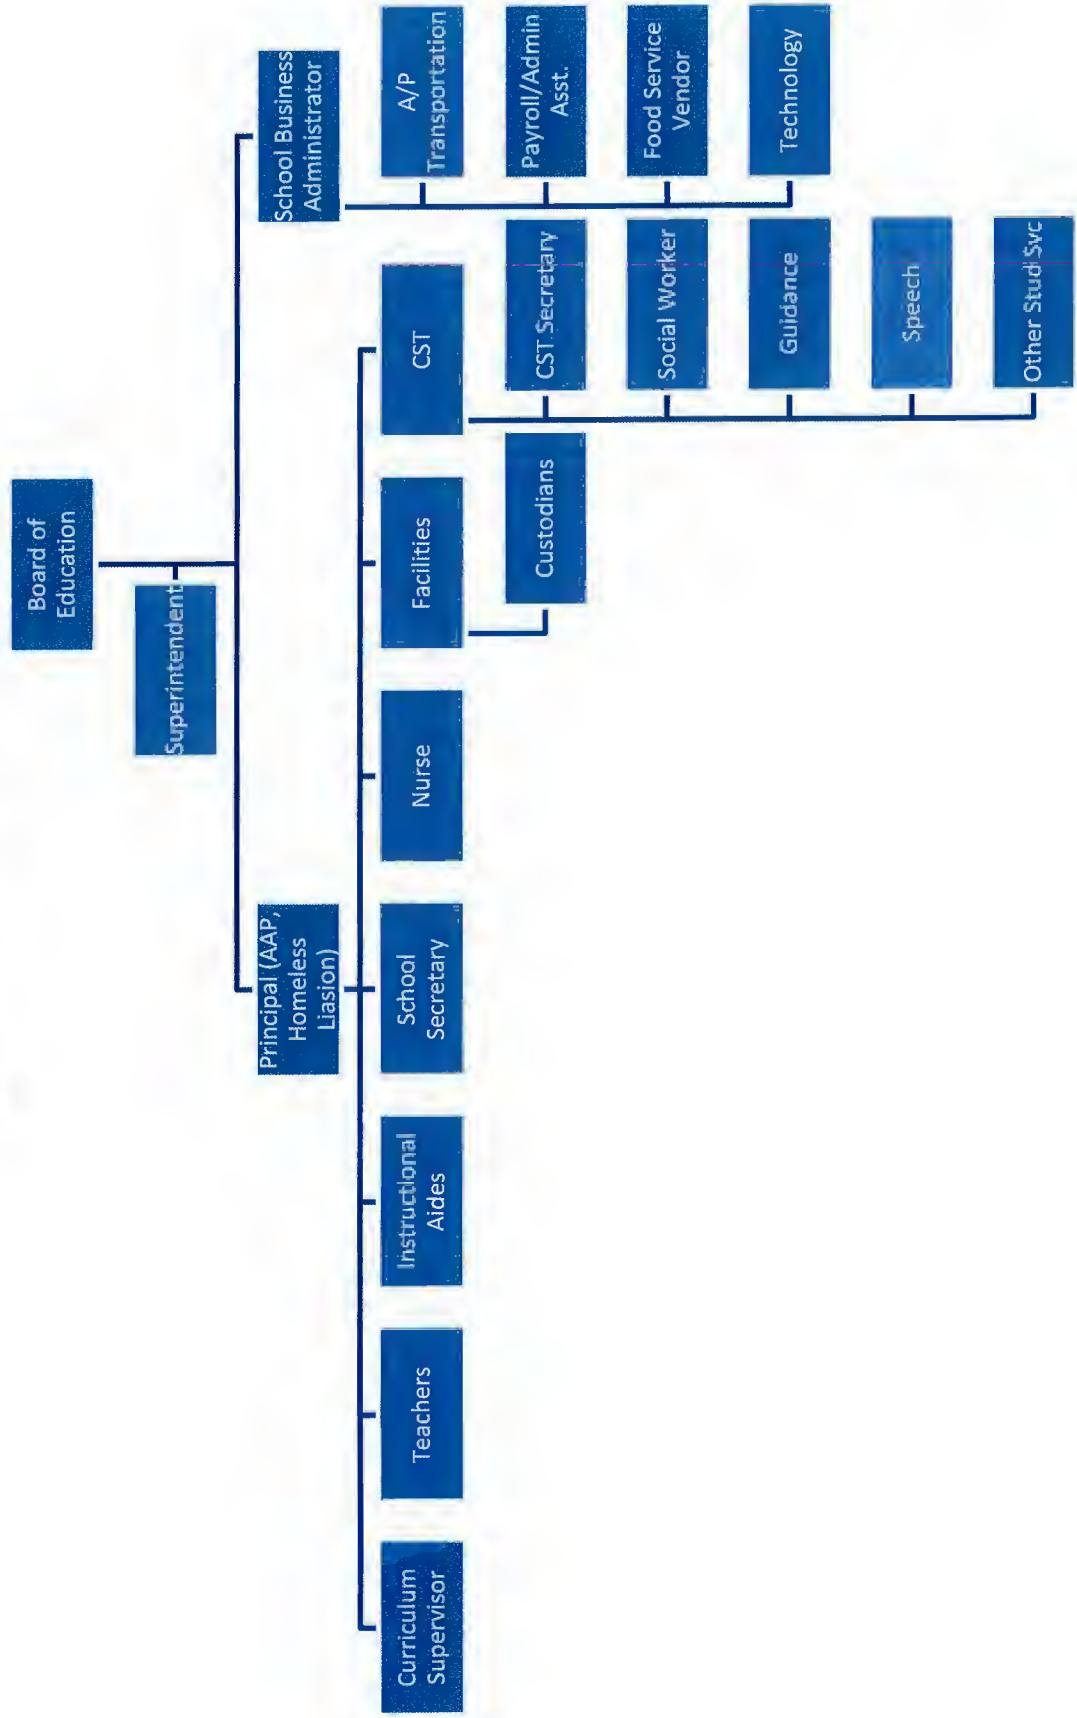 Board of
Education
Superintendent
Principal (AAP,
Homeless
Liasion)
School Business
Administrator
Curriculum
Supervisor
Teachers
Instructional
Aides
School
Secretary
Nurse
Facilities
CST
A/P
Transportation
Custodians
CST Secretary
Payroll/Admin
Asst.
Social Worker
Food Service
Vendor
Guidance
Technology
Speech
Other Stud Svc